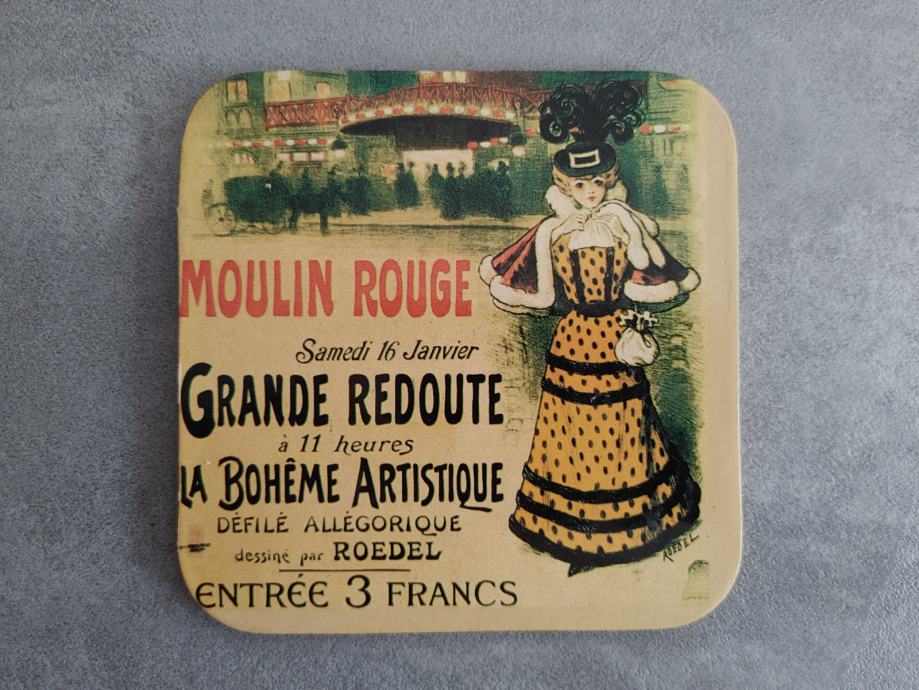 MOULIN ROUGE
Samedi 16 Janvier
GRANDE REDOUTE
à 11 heures
LA BOHÊME ARTISTIQUE
DÉFILÉ ALLÉGORIQUE
dessiné par ROEDEL
ENTRÉE 3 FRANCS
ROEDEL